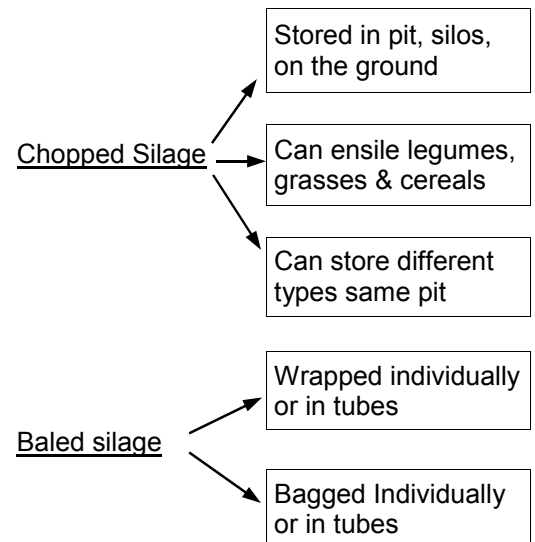 Stored in pit, silos,
on the ground
Chopped Silage
Can ensile legumes,
grasses & cereals
Can store different
types same pit
Wrapped individually
or in tubes
Baled silage
Bagged Individually
or in tubes